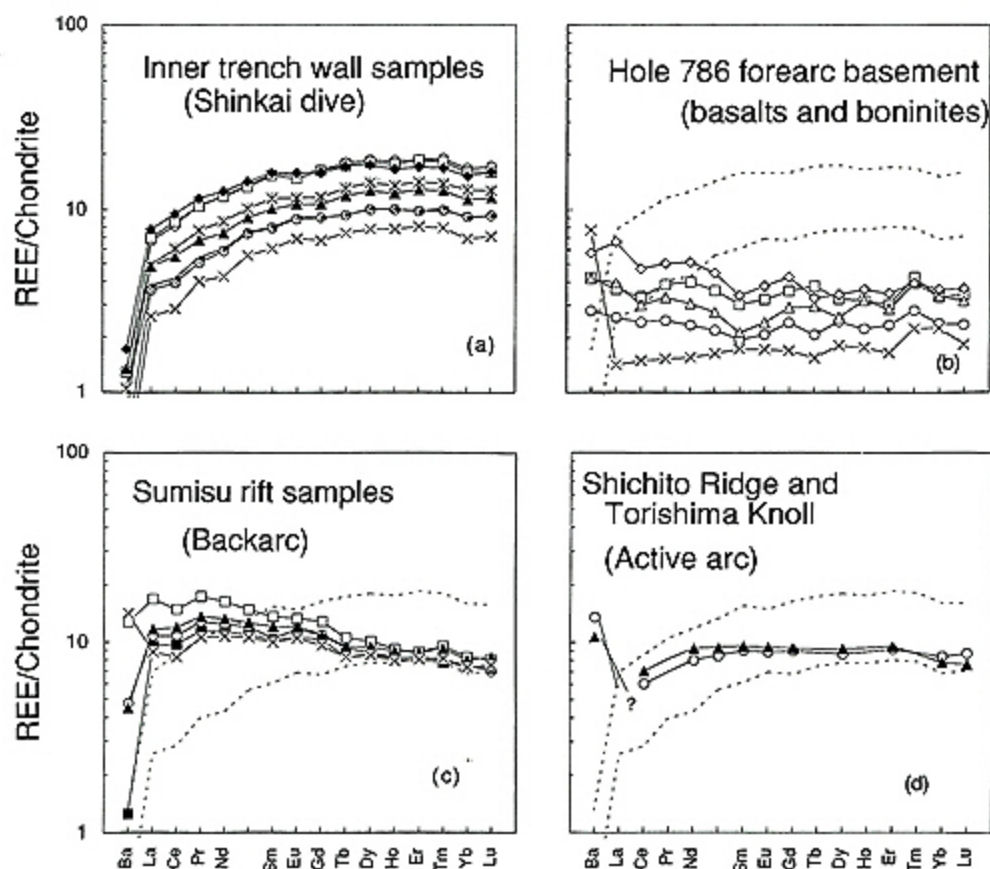 100
Inner trench wall samples
(Shinkai dive)
REE/Chondrite
10
(a)
1
Hole 786 forearc basement
(basalts and boninites)
(b)
100
Sumisu rift samples
(Backarc)
REE/Chondrite
10
(c)
1
Ba La Ce Pr Nd Sm Eu Gd Tb Dy Ho Er Tm Yb Lu
Shichito Ridge and
Torishima Knoll
(Active arc)
?
(d)
Ba La Ce Pr Nd Sm Eu Gd Tb Dy Ho Er Tm Yb Lu